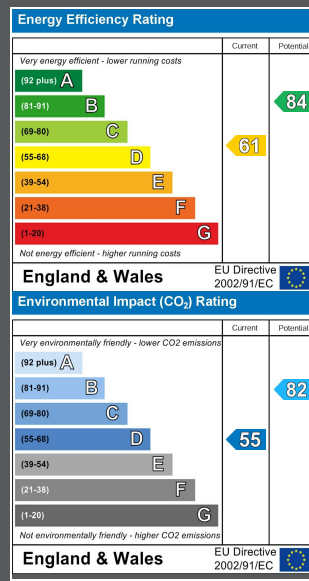 Energy Efficiency Rating
Current Potential
Very energy efficient - lower running costs
(92 plus) A
(81-91) B
84
(69-80) C
61
(55-68) D
(39-54) E
(21-38) F
(1-20) G
Not energy efficient - higher running costs
England & Wales
EU Directive
2002/91/EC
Environmental Impact (CO₂) Rating
Current Potential
Very environmentally friendly - lower CO2 emissions
(92 plus) A
(81-91) B
82
(69-80) C
(55-68) D
55
(39-54) E
(21-38) F
(1-20) G
Not environmentally friendly - higher CO2 emissions
England & Wales
EU Directive
2002/91/EC